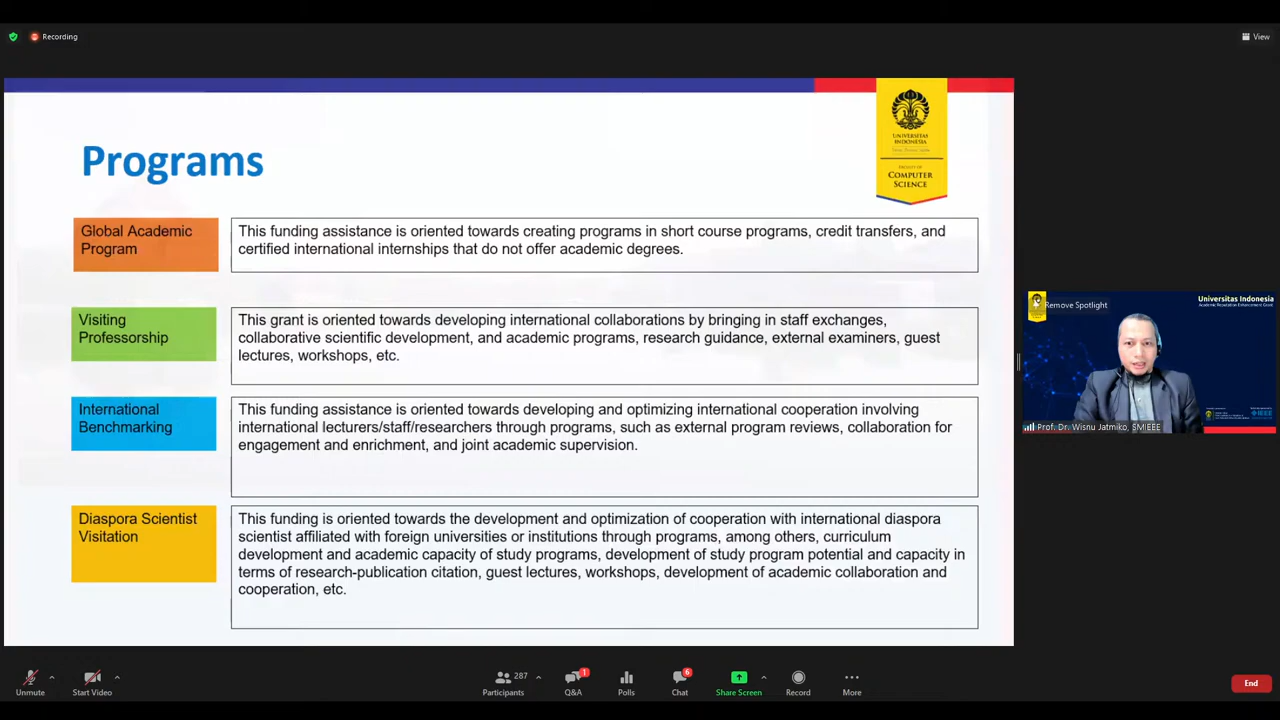 Recording
View
UNIVERSITAS
INDONESIA
FACULTY OF
COMPUTER
SCIENCE
Programs
Global Academic
Program
This funding assistance is oriented towards creating programs in short course programs, credit transfers, and
certified international internships that do not offer academic degrees.
Visiting
Professorship
This grant is oriented towards developing international collaborations by bringing in staff exchanges,
collaborative scientific development, and academic programs, research guidance, external examiners, guest
lectures, workshops, etc.
International
Benchmarking
This funding assistance is oriented towards developing and optimizing international cooperation involving
international lecturers/staff/researchers through programs, such as external program reviews, collaboration for
engagement and enrichment, and joint academic supervision.
Diaspora Scientist
Visitation
This funding is oriented towards the development and optimization of cooperation with international diaspora
scientist affiliated with foreign universities or institutions through programs, among others, curriculum
development and academic capacity of study programs, development of study program potential and capacity in
terms of research-publication citation, guest lectures, workshops, development of academic collaboration and
cooperation, etc.
Remove Spotlight
Universitas Indonesia
Academic Reputation Enhancement Grant
IEEE
Prof. Dr. Wisnu Jatmiko, SMIEEE
Unmute
Start Video
287
Participants
1
Q&A
Polls
6
Chat
Share Screen
Record
More
End